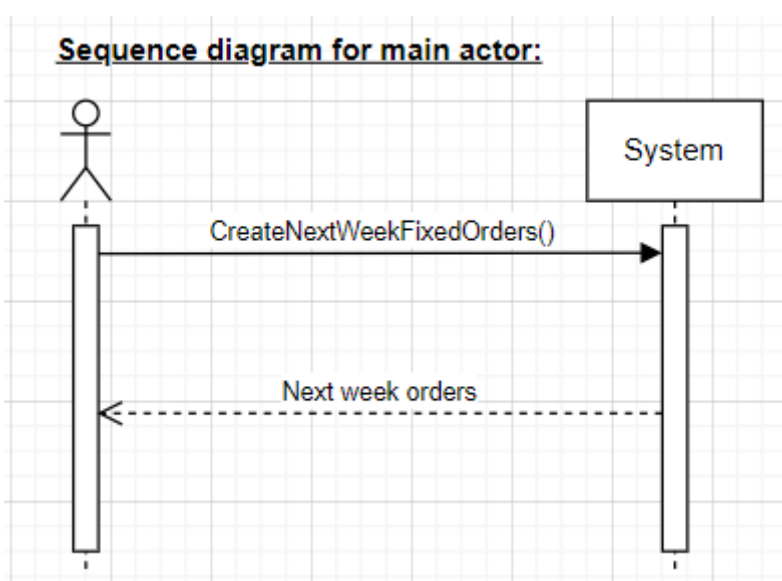 Sequence diagram for main actor:
System
CreateNextWeekFixedOrders()
Next week orders